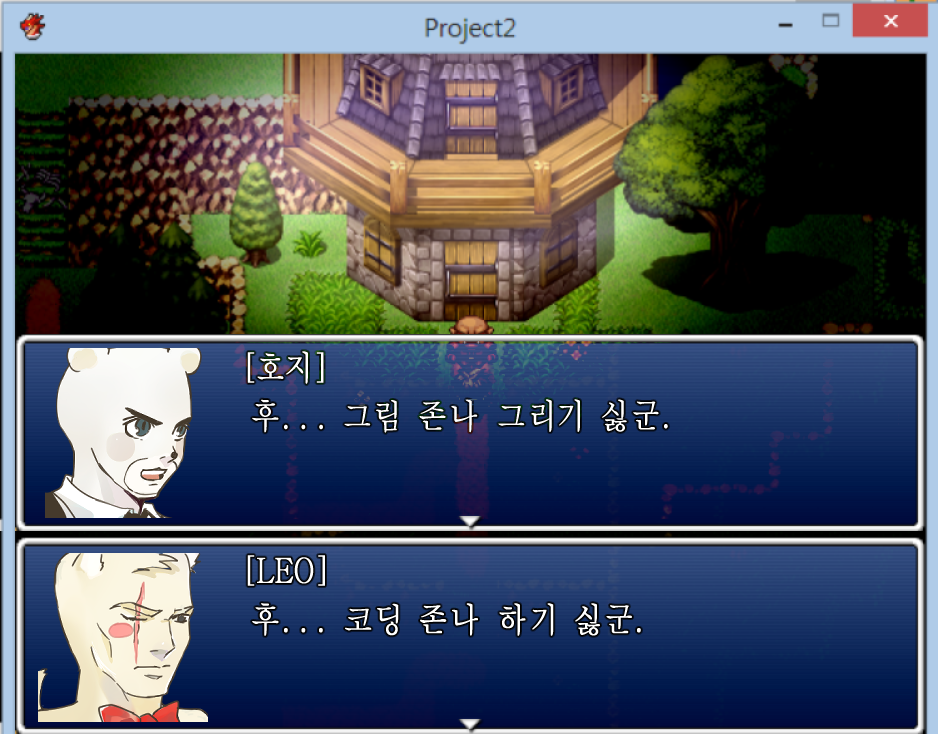 Project2
[호지]
후... 그림 존나 그리기 싫군.
[LEO]
후... 코딩 존나 하기 싫군.